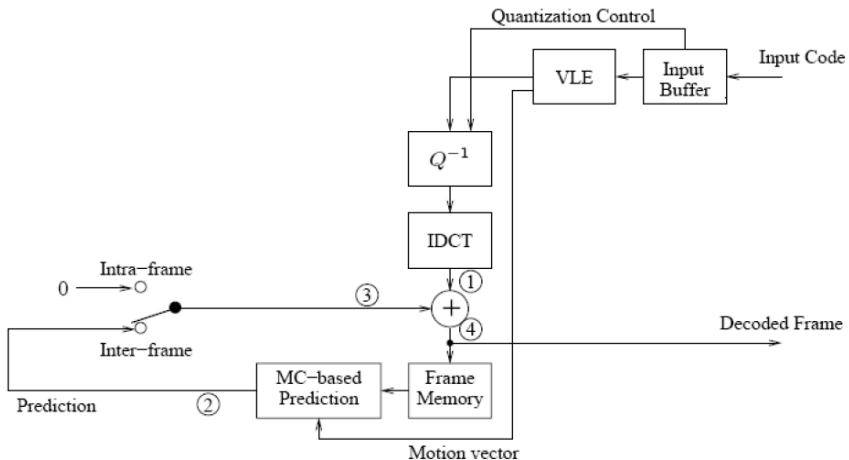 Quantization Control
Input Code
VLE
Input
Buffer
Q⁻¹
IDCT
①
Intra-frame
0
③
+
④
Decoded Frame
Inter-frame
MC-based
Prediction
Frame
Memory
Prediction
②
Motion vector